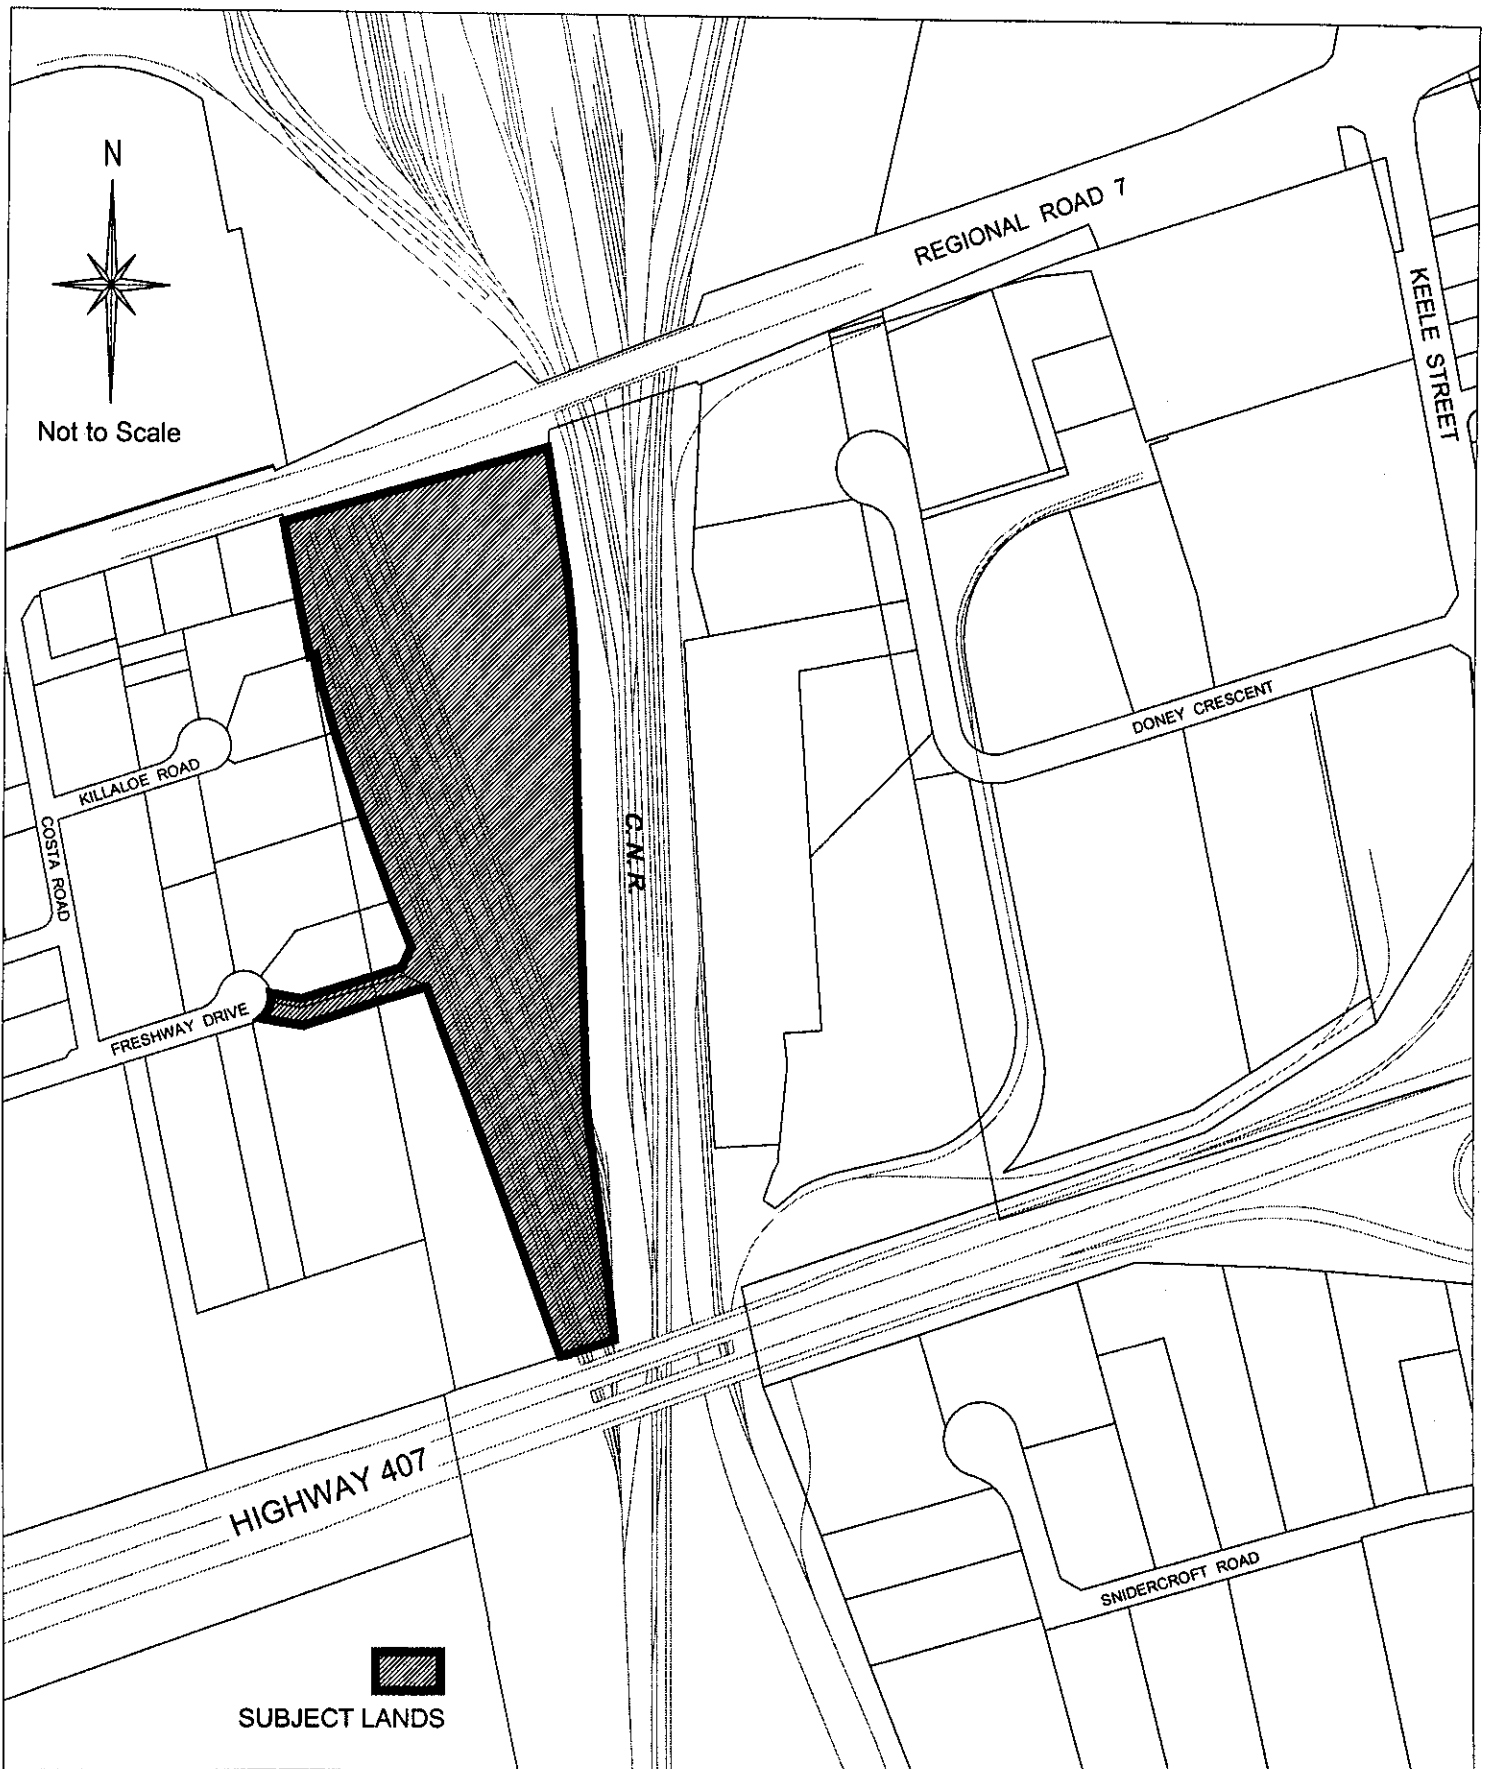 N
Not to Scale
REGIONAL ROAD 7
KEELE STREET
DONEY CRESCENT
KILLALOE ROAD
COSTA ROAD
C.N.R.
FRESHWAY DRIVE
HIGHWAY 407
SNIDERCROFT ROAD
SUBJECT LANDS